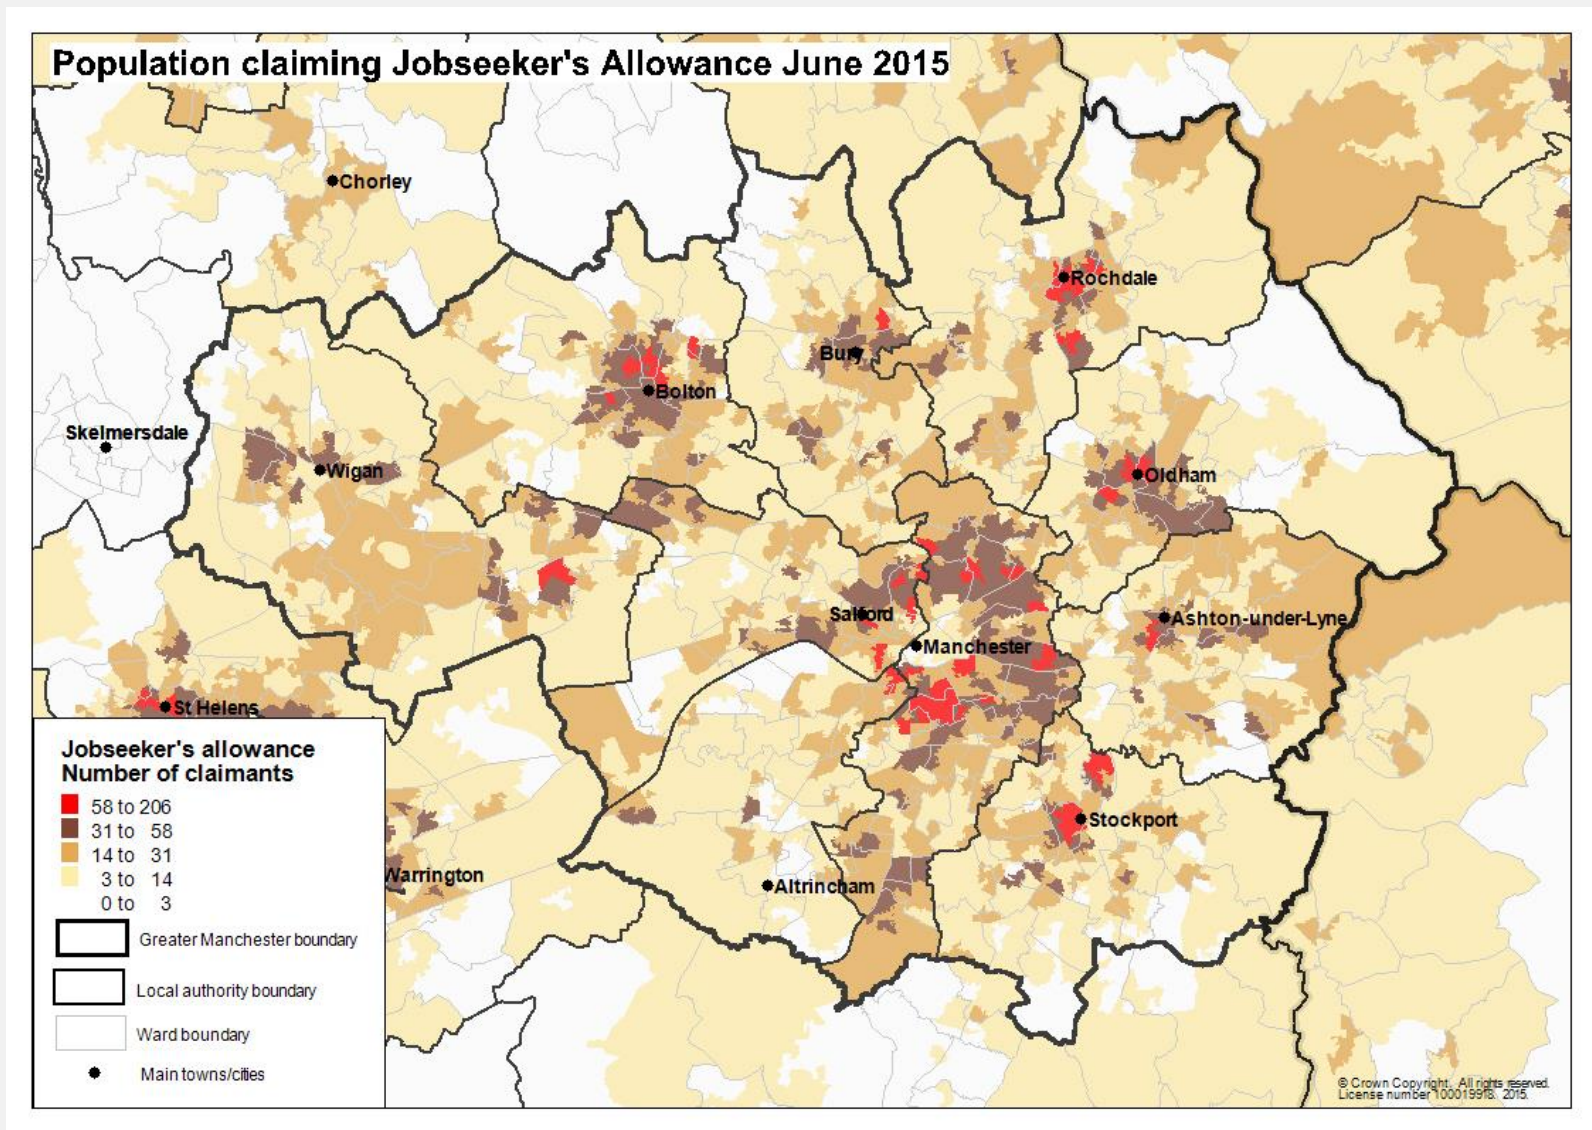 Population claiming Jobseeker's Allowance June 2015
Chorley
Rochdale
Bury
Bolton
Skelmersdale
Wigan
Oldham
Salford
Ashton-under-Lyne
Manchester
St Helens
Stockport
Warrington
Altrincham
Jobseeker's allowance
Number of claimants
58 to 206
31 to 58
14 to 31
3 to 14
0 to 3
Greater Manchester boundary
Local authority boundary
Ward boundary
Main towns/cities
© Crown Copyright. All rights reserved.
License number 100019918. 2015.